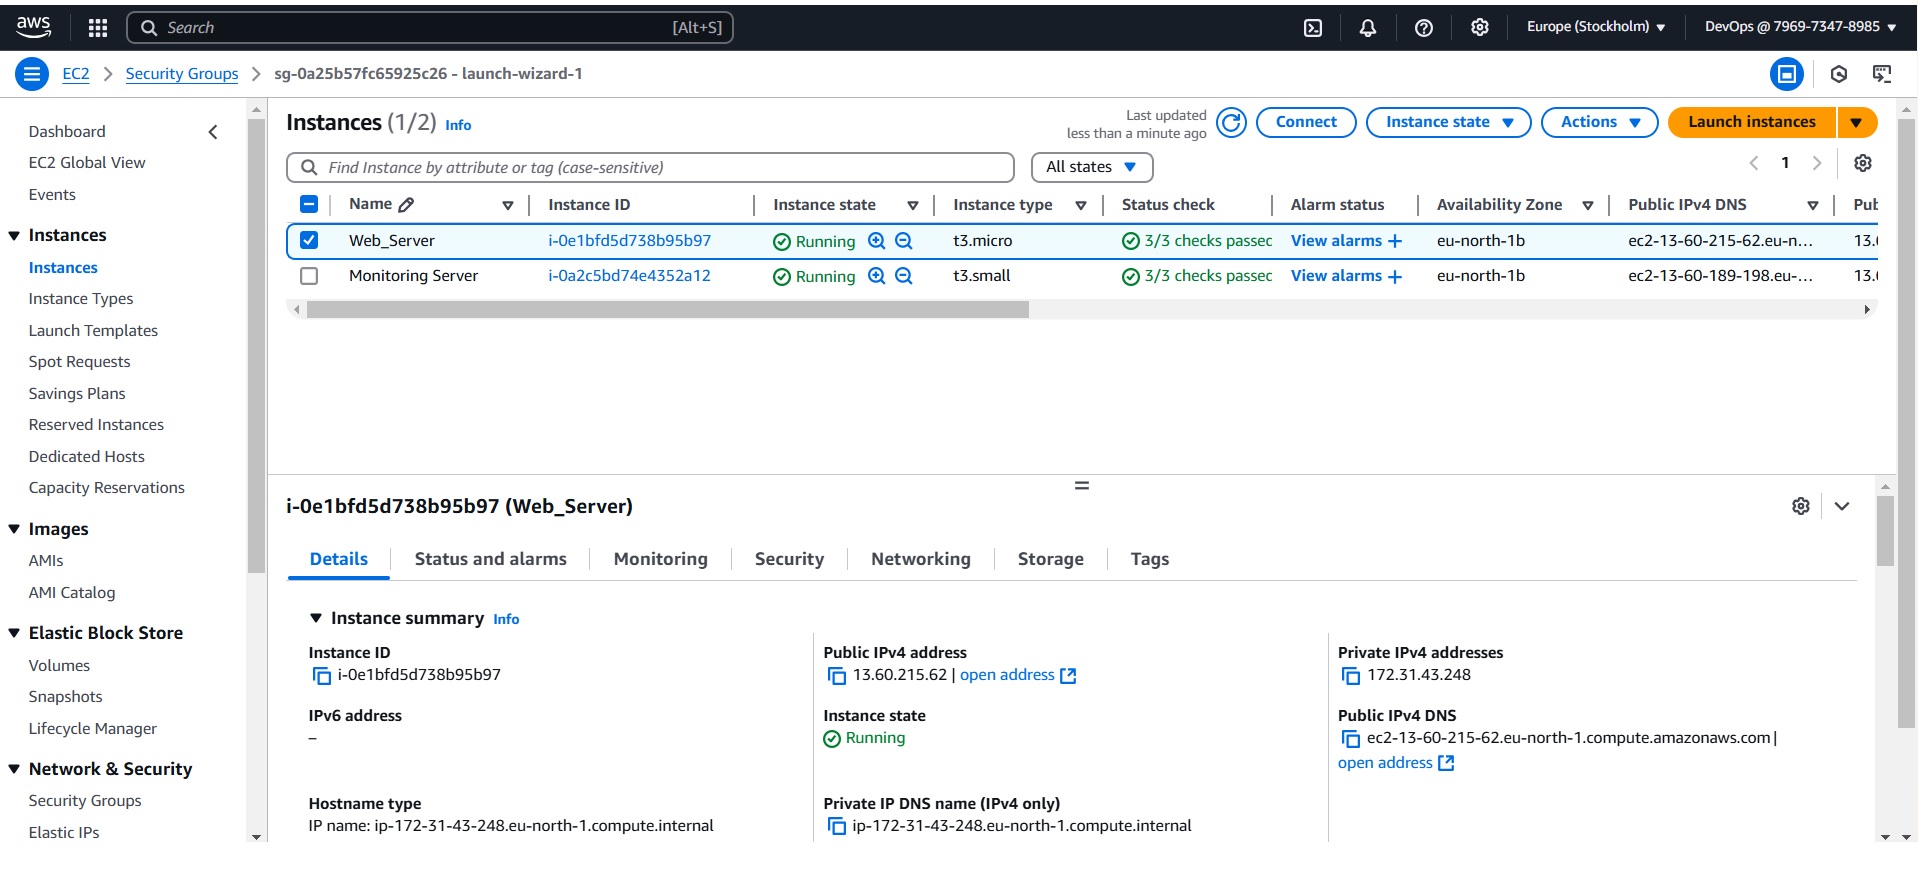 aws
Search [Alt+S]
Europe (Stockholm)
DevOps @ 7969-7347-8985
EC2 > Security Groups > sg-0a25b57fc65925c26 - launch-wizard-1
Dashboard
EC2 Global View
Events
Instances
Instances
Instance Types
Launch Templates
Spot Requests
Savings Plans
Reserved Instances
Dedicated Hosts
Capacity Reservations
Images
AMIs
AMI Catalog
Elastic Block Store
Volumes
Snapshots
Lifecycle Manager
Network & Security
Security Groups
Elastic IPs
Instances (1/2) Info
Last updated
less than a minute ago
Connect
Instance state
Actions
Launch instances
Find Instance by attribute or tag (case-sensitive)
All states
1
Name Instance ID Instance state Instance type Status check Alarm status Availability Zone Public IPv4 DNS Put
Web_Server i-0e1bfd5d738b95b97 Running t3.micro 3/3 checks passec View alarms + eu-north-1b ec2-13-60-215-62.eu-n... 13.
Monitoring Server i-0a2c5bd74e4352a12 Running t3.small 3/3 checks passec View alarms + eu-north-1b ec2-13-60-189-198.eu-... 13.
i-0e1bfd5d738b95b97 (Web_Server)
Details
Status and alarms
Monitoring
Security
Networking
Storage
Tags
Instance summary Info
Instance ID
i-0e1bfd5d738b95b97
Public IPv4 address
13.60.215.62 | open address
Private IPv4 addresses
172.31.43.248
IPv6 address
–
Instance state
Running
Public IPv4 DNS
ec2-13-60-215-62.eu-north-1.compute.amazonaws.com |
open address
Hostname type
IP name: ip-172-31-43-248.eu-north-1.compute.internal
Private IP DNS name (IPv4 only)
ip-172-31-43-248.eu-north-1.compute.internal